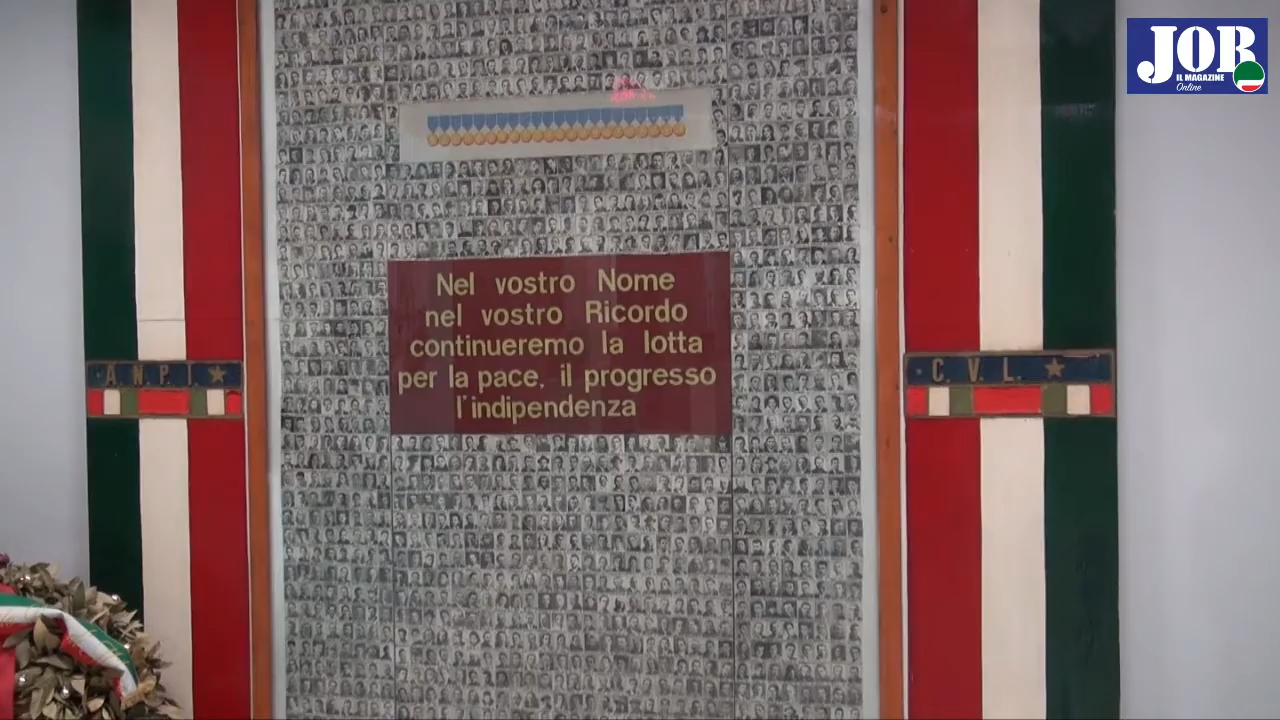 JOB
IL MAGAZINE
Online
Nel vostro Nome
nel vostro Ricordo
continueremo la lotta
per la pace, il progresso
l'indipendenza
A.N.P.I.
C.V.L.